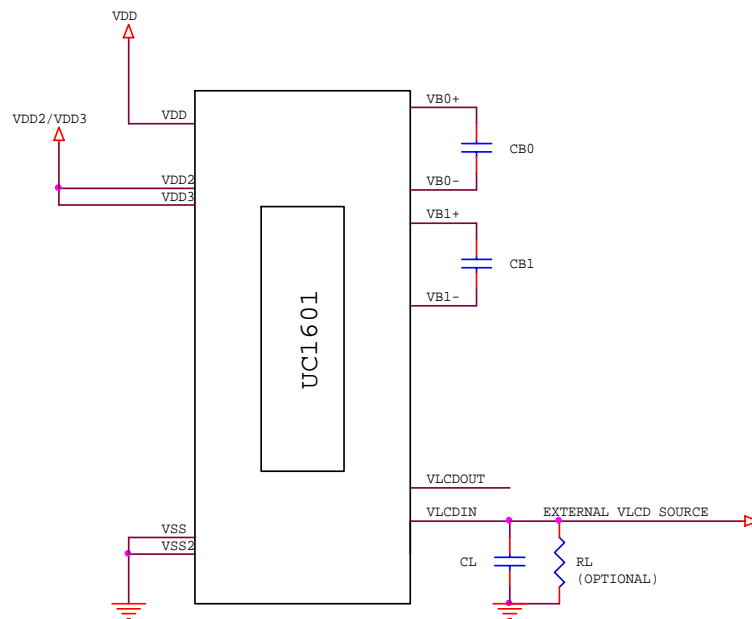 VDD
VDD
VDD2/VDD3
VDD2
VDD3
VB0+
CB0
VB0-
VB1+
CB1
VB1-
UC1601
VLCDOUT
VLCDIN
EXTERNAL VLCD SOURCE
VSS
VSS2
CL
RL
(OPTIONAL)